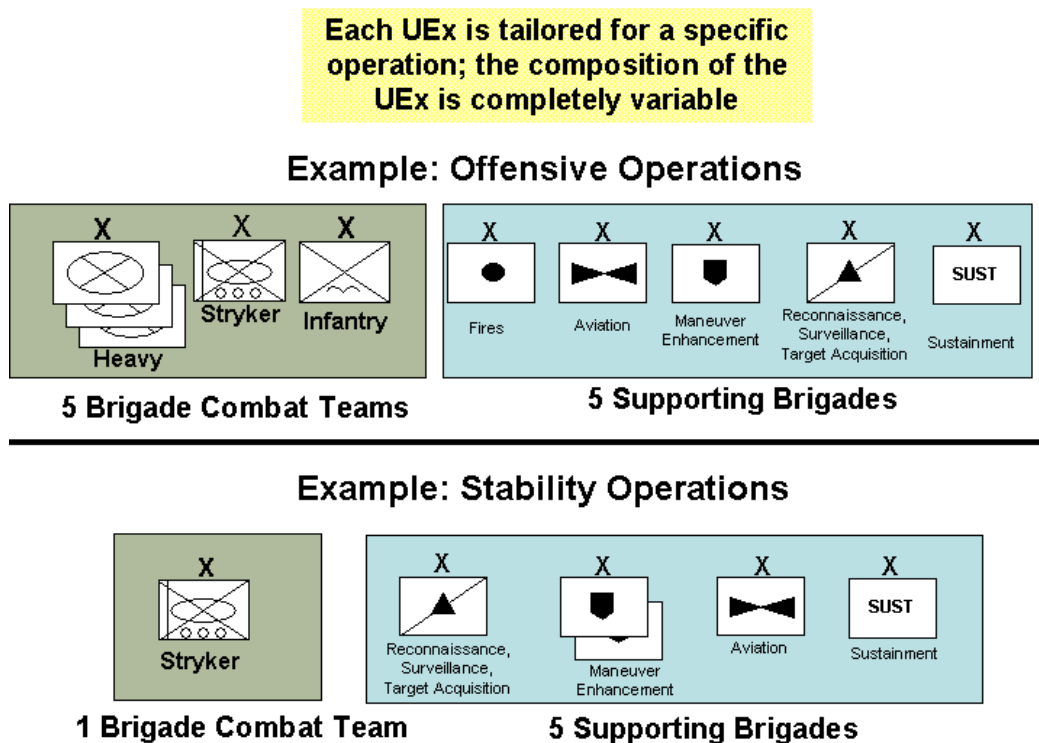 Each UEx is tailored for a specific
operation; the composition of the
UEx is completely variable
Example: Offensive Operations
X
X
X
Stryker
Infantry
Heavy
5 Brigade Combat Teams
X
X
X
X
X
SUST
Fires
Aviation
Maneuver
Enhancement
Reconnaissance,
Surveillance,
Target Acquisition
Sustainment
5 Supporting Brigades
Example: Stability Operations
X
Stryker
1 Brigade Combat Team
X
X
X
X
SUST
Reconnaissance,
Surveillance,
Target Acquisition
Maneuver
Enhancement
Aviation
Sustainment
5 Supporting Brigades